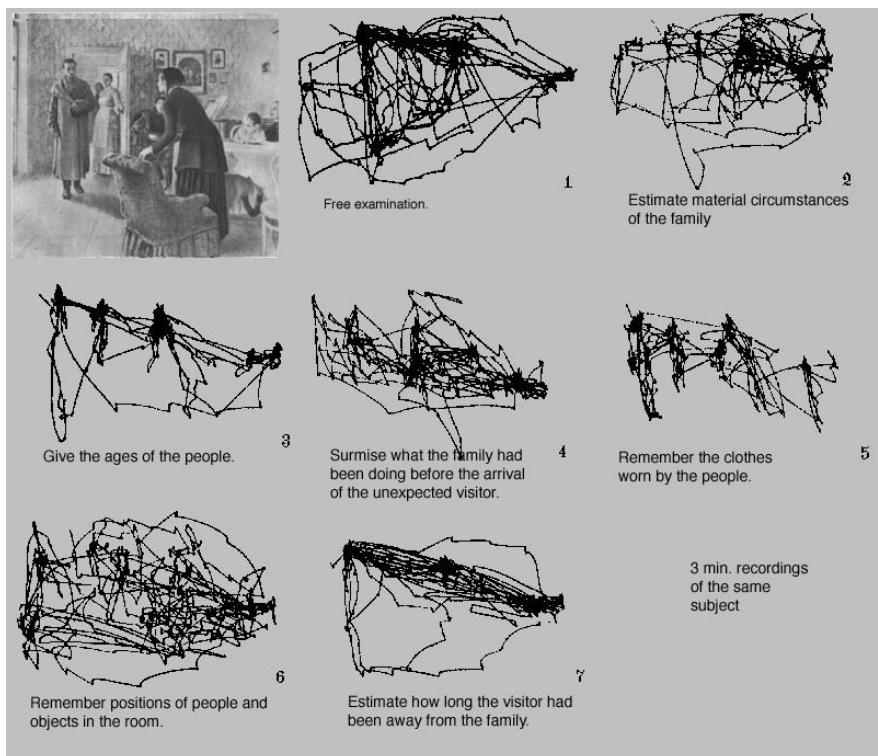 1
Free examination.
2
Estimate material circumstances
of the family
3
Give the ages of the people.
4
Surmise what the family had
been doing before the arrival
of the unexpected visitor.
5
Remember the clothes
worn by the people.
6
Remember positions of people and
objects in the room.
7
Estimate how long the visitor had
been away from the family.
3 min. recordings
of the same
subject